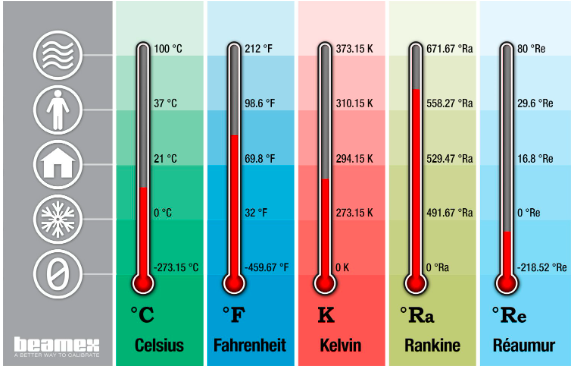 100 °C
212 °F
373.15 K
671.67 °Ra
80 °Re
37 °C
98.6 °F
310.15 K
558.27 °Ra
29.6 °Re
21 °C
69.8 °F
294.15 K
529.47 °Ra
16.8 °Re
0 °C
32 °F
273.15 K
491.67 °Ra
0 °Re
0
-273.15 °C
-459.67 °F
0 K
0 °Ra
-218.52 °Re
°C
°F
K
°Ra
°Re
beamex
A BETTER WAY TO CALIBRATE
Celsius
Fahrenheit
Kelvin
Rankine
Réaumur